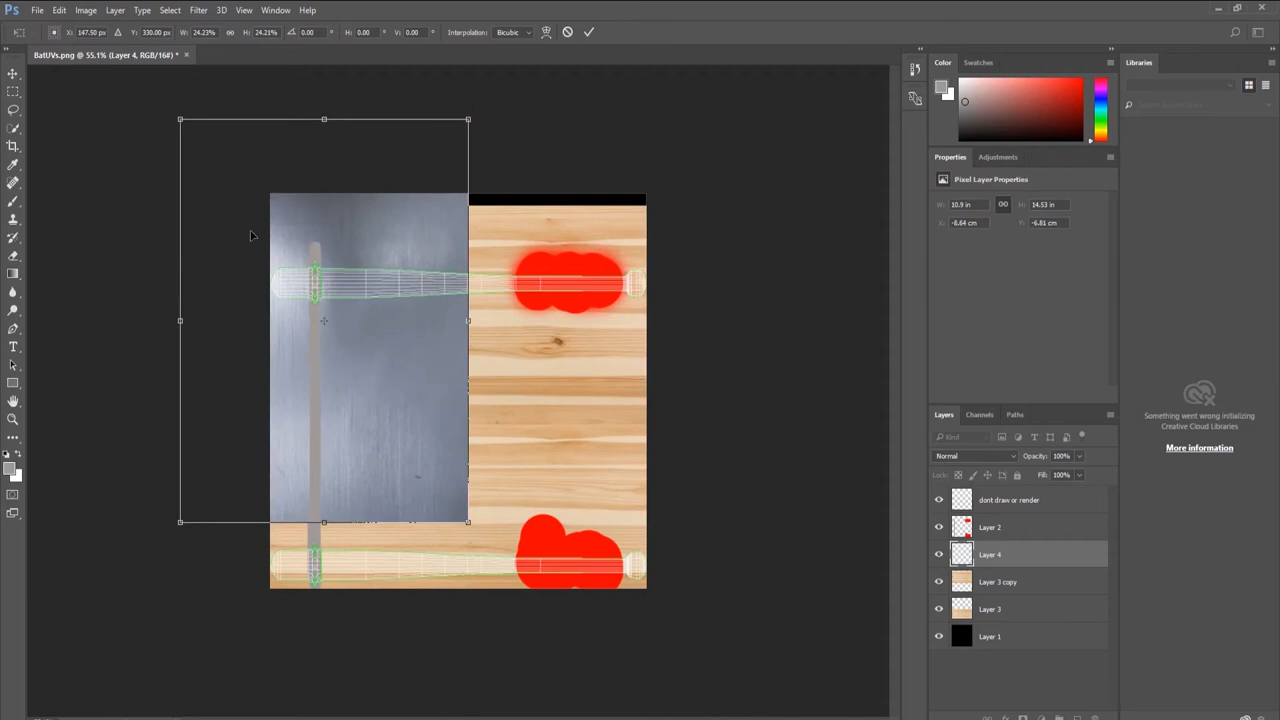 Ps File Edit Image Layer Type Select Filter 3D View Window Help
X: 147.50 px Y: 330.00 px W: 24.23% H: 24.21% 0.00 ° H: 0.00 ° V: 0.00 ° Interpolation: Bicubic
BatUVs.png @ 55.1% (Layer 4, RGB/16#) * ×
Color Swatches
Libraries
Properties Adjustments
Pixel Layer Properties
W: 10.9 in H: 14.53 in
X: -8.64 cm Y: -6.81 cm
Something went wrong initializing
Creative Cloud Libraries
More information
Layers Channels Paths
Kind
Normal Opacity: 100%
Lock: Fill: 100%
dont draw or render
Layer 2
Layer 4
Layer 3 copy
Layer 3
Layer 1